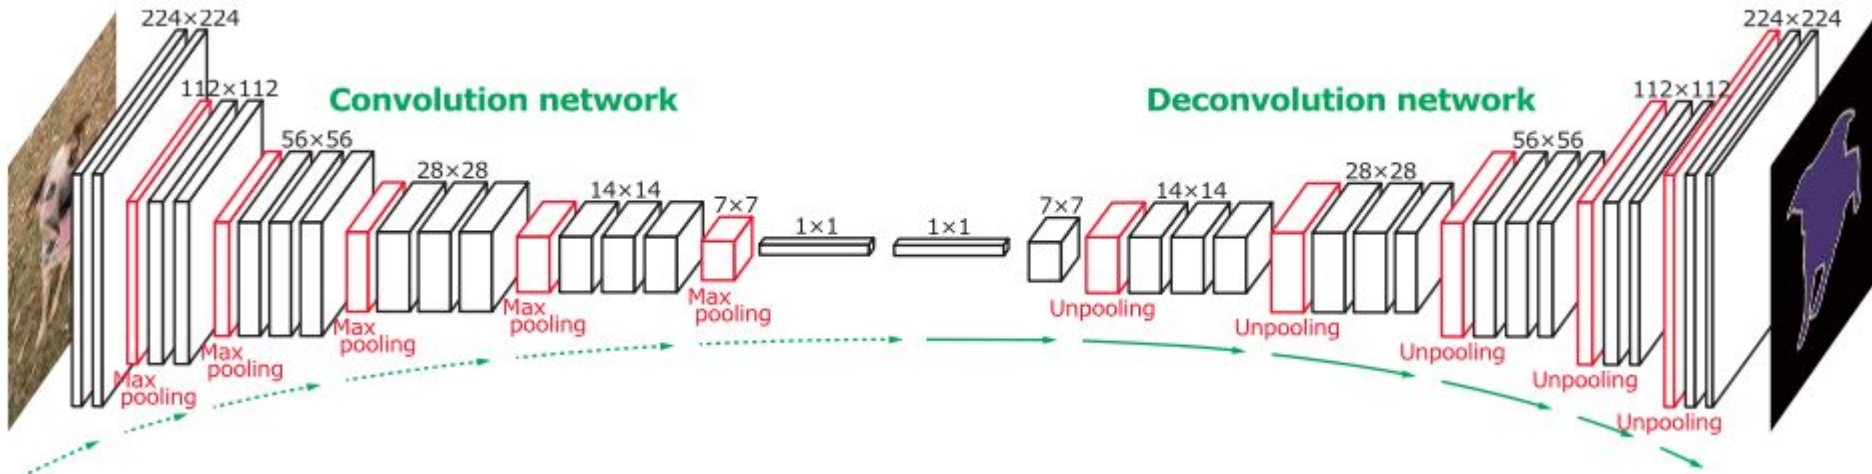 224×224
224×224
112×112
Convolution network
Deconvolution network
112×112
56×56
56×56
28×28
28×28
14×14
14×14
7×7
7×7
1×1
1×1
Max
pooling
Max
pooling
Max
pooling
Max
pooling
Max
pooling
Unpooling
Unpooling
Unpooling
Unpooling
Unpooling